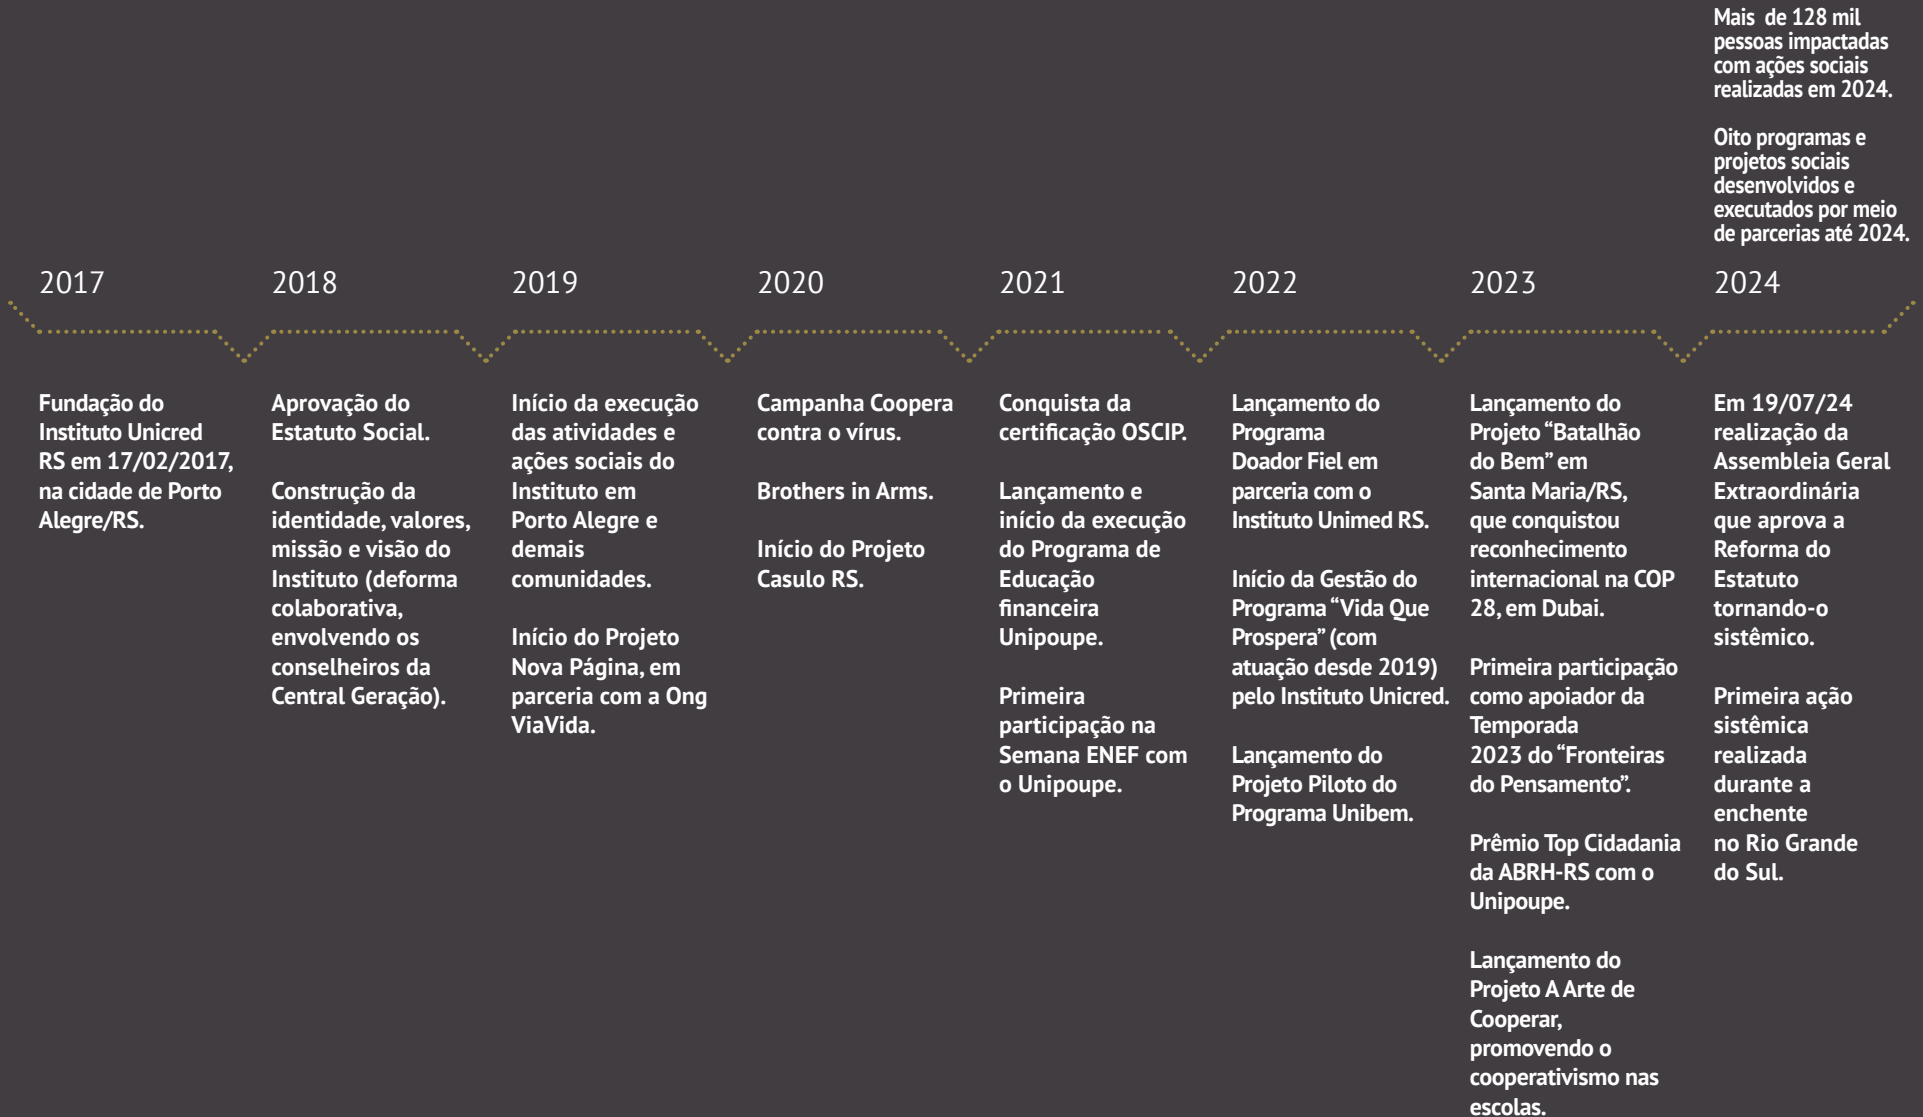 Mais de 128 mil
pessoas impactadas
com ações sociais
realizadas em 2024.
Oito programas e
projetos sociais
desenvolvidos e
executados por meio
de parcerias até 2024.
2017
Fundação do
Instituto Unicred
RS em 17/02/2017,
na cidade de Porto
Alegre/RS.
2018
Aprovação do
Estatuto Social.
Construção da
identidade, valores,
missão e visão do
Instituto (deforma
colaborativa,
envolvendo os
conselheiros da
Central Geração).
2019
Início da execução
das atividades e
ações sociais do
Instituto em
Porto Alegre e
demais
comunidades.
Início do Projeto
Nova Página, em
parceria com a Ong
ViaVida.
2020
Campanha Coopera
contra o vírus.
Brothers in Arms.
Início do Projeto
Casulo RS.
2021
Conquista da
certificação OSCIP.
Lançamento e
início da execução
do Programa de
Educação
financeira
Unipoupe.
Primeira
participação na
Semana ENEF com
o Unipoupe.
2022
Lançamento do
Programa
Doador Fiel em
parceria com o
Instituto Unimed RS.
Início da Gestão do
Programa “Vida Que
Prospera” (com
atuação desde 2019)
pelo Instituto Unicred.
Lançamento do
Projeto Piloto do
Programa Unibem.
2023
Lançamento do
Projeto “Batalhão
do Bem” em
Santa Maria/RS,
que conquistou
reconhecimento
internacional na COP
28, em Dubai.
Primeira participação
como apoiador da
Temporada
2023 do “Fronteiras
do Pensamento”.
Prêmio Top Cidadania
da ABRH-RS com o
Unipoupe.
Lançamento do
Projeto A Arte de
Cooperar,
promovendo o
cooperativismo nas
escolas.
2024
Em 19/07/24
realização da
Assembleia Geral
Extraordinária
que aprova a
Reforma do
Estatuto
tornando-o
sistêmico.
Primeira ação
sistêmica
realizada
durante a
enchente
no Rio Grande
do Sul.